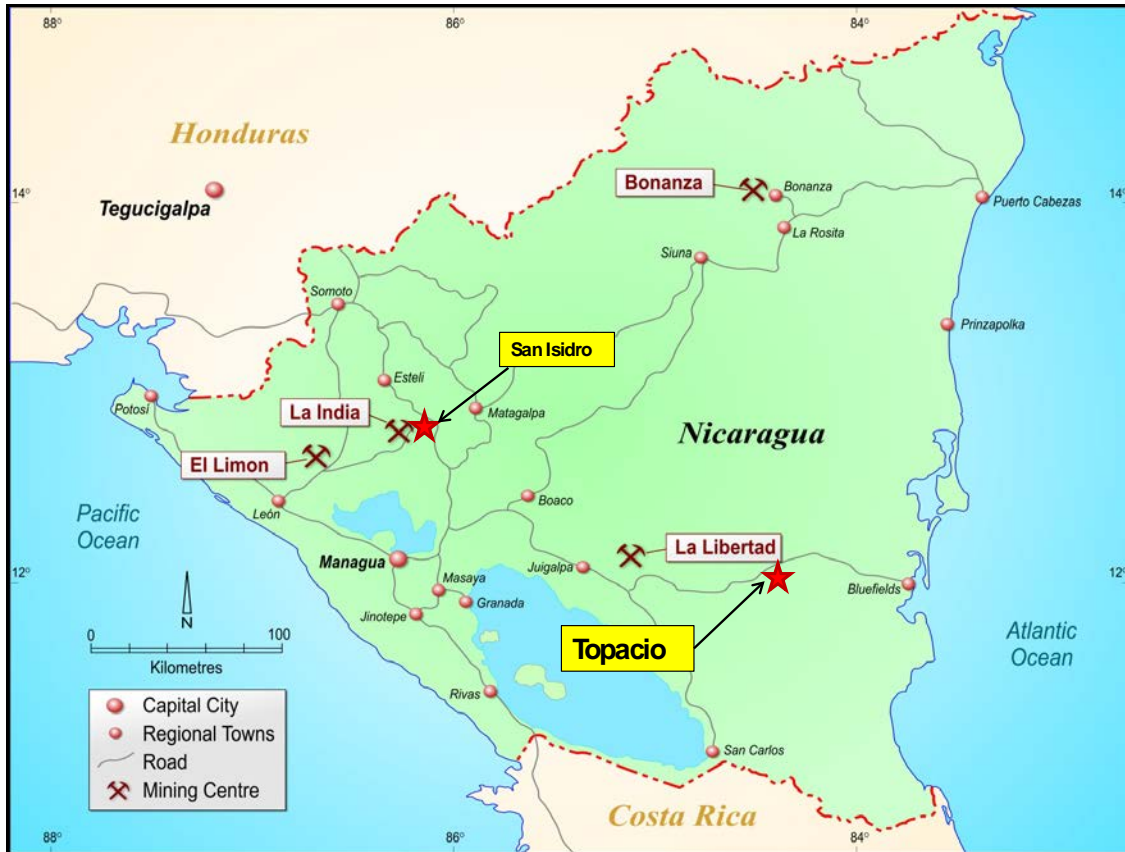 88°
86°
84°
Honduras
14°
Tegucigalpa
Bonanza
Bonanza
14°
Puerto Cabezas
La Rosita
Siuna
Somoto
Prinzapolka
San Isidro
Esteli
Potosí
La India
Matagalpa
Nicaragua
El Limon
León
Boaco
Pacific
Ocean
La Libertad
Managua
Juigalpa
12°
Masaya
12°
Bluefields
Granada
Jinotepe
N
0 100
Kilometres
Topacio
Atlantic
Ocean
Rivas
Capital City
Regional Towns
Road
Mining Centre
San Carlos
Costa Rica
88°
86°
84°